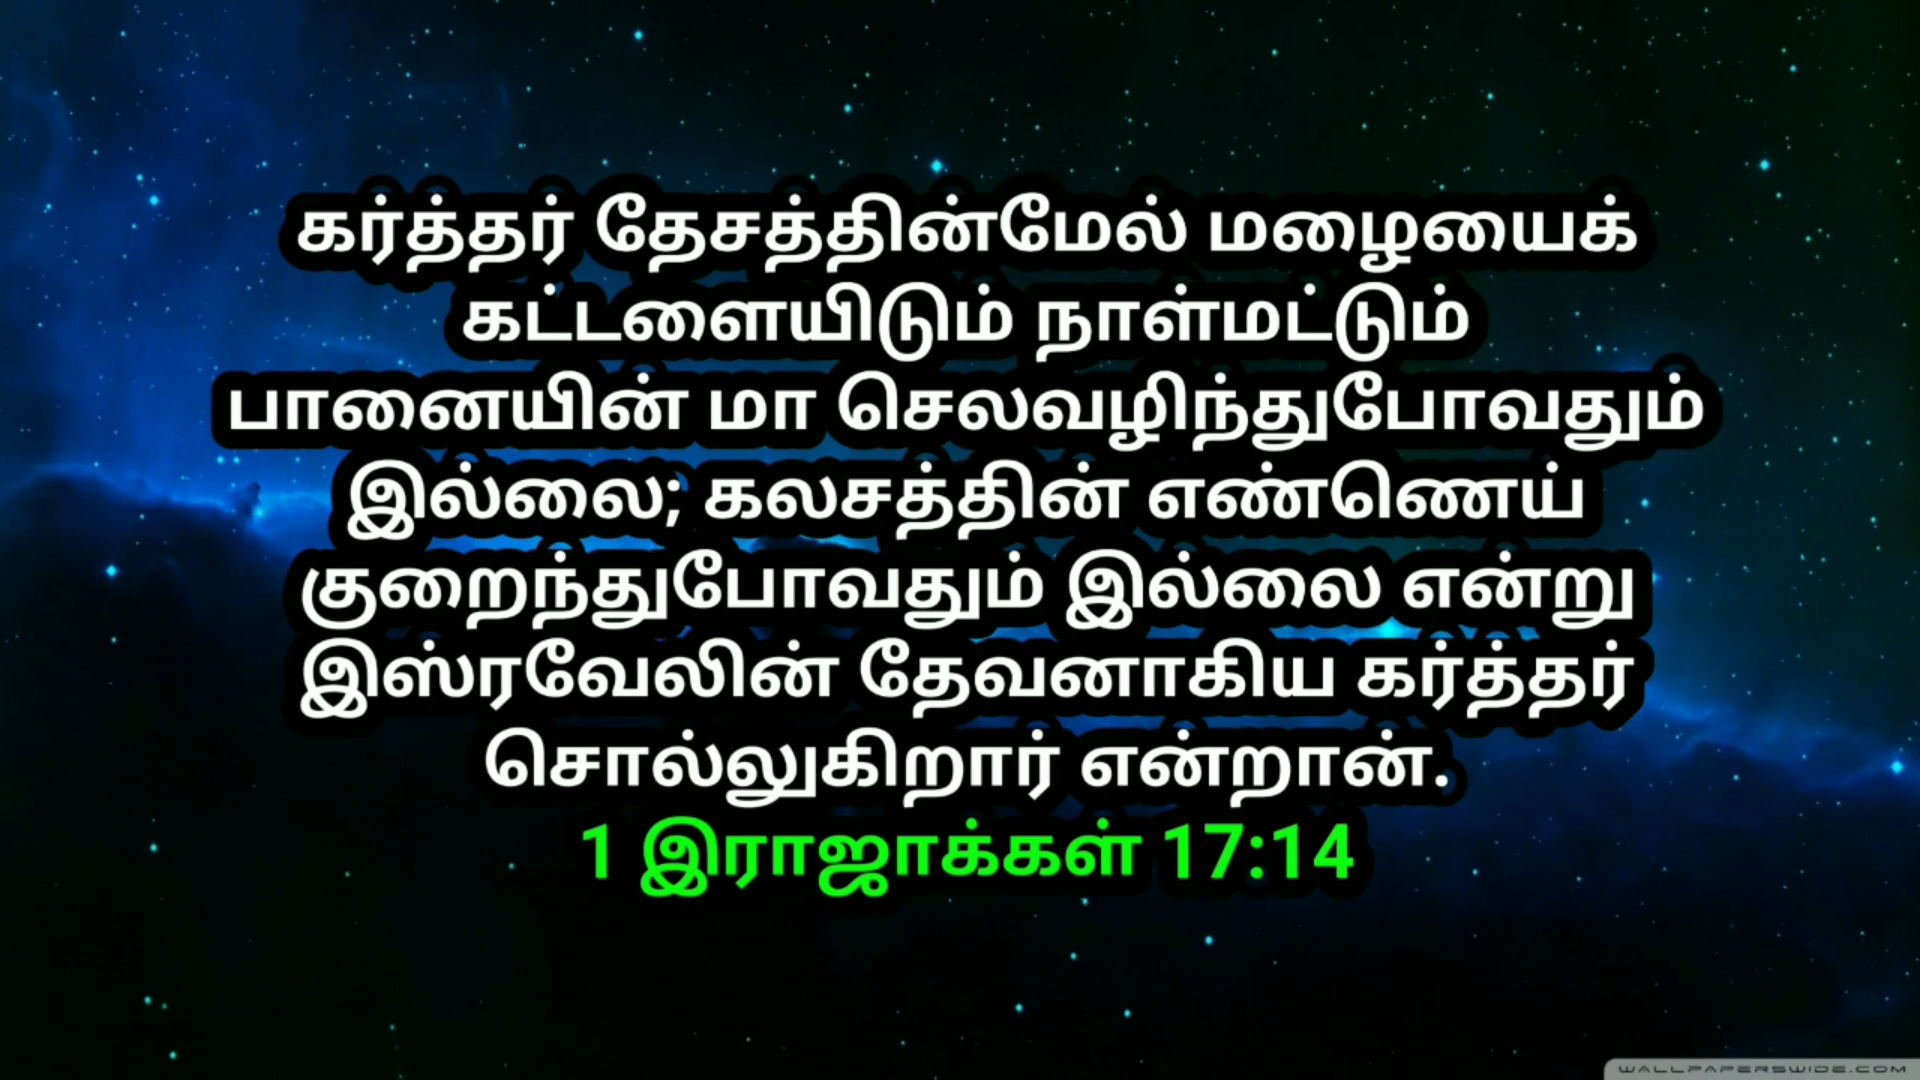 கர்த்தர் தேசத்தின்மேல் மழையைக்
கட்டளையிடும் நாள்மட்டும்
பானையின் மா செலவழிந்துபோவதும்
இல்லை; கலசத்தின் எண்ணெய்
குறைந்துபோவதும் இல்லை என்று
இஸ்ரவேலின் தேவனாகிய கர்த்தர்
சொல்லுகிறார் என்றான்.
1 இராஜாக்கள் 17:14
WALLPAPERSWIDE.COM